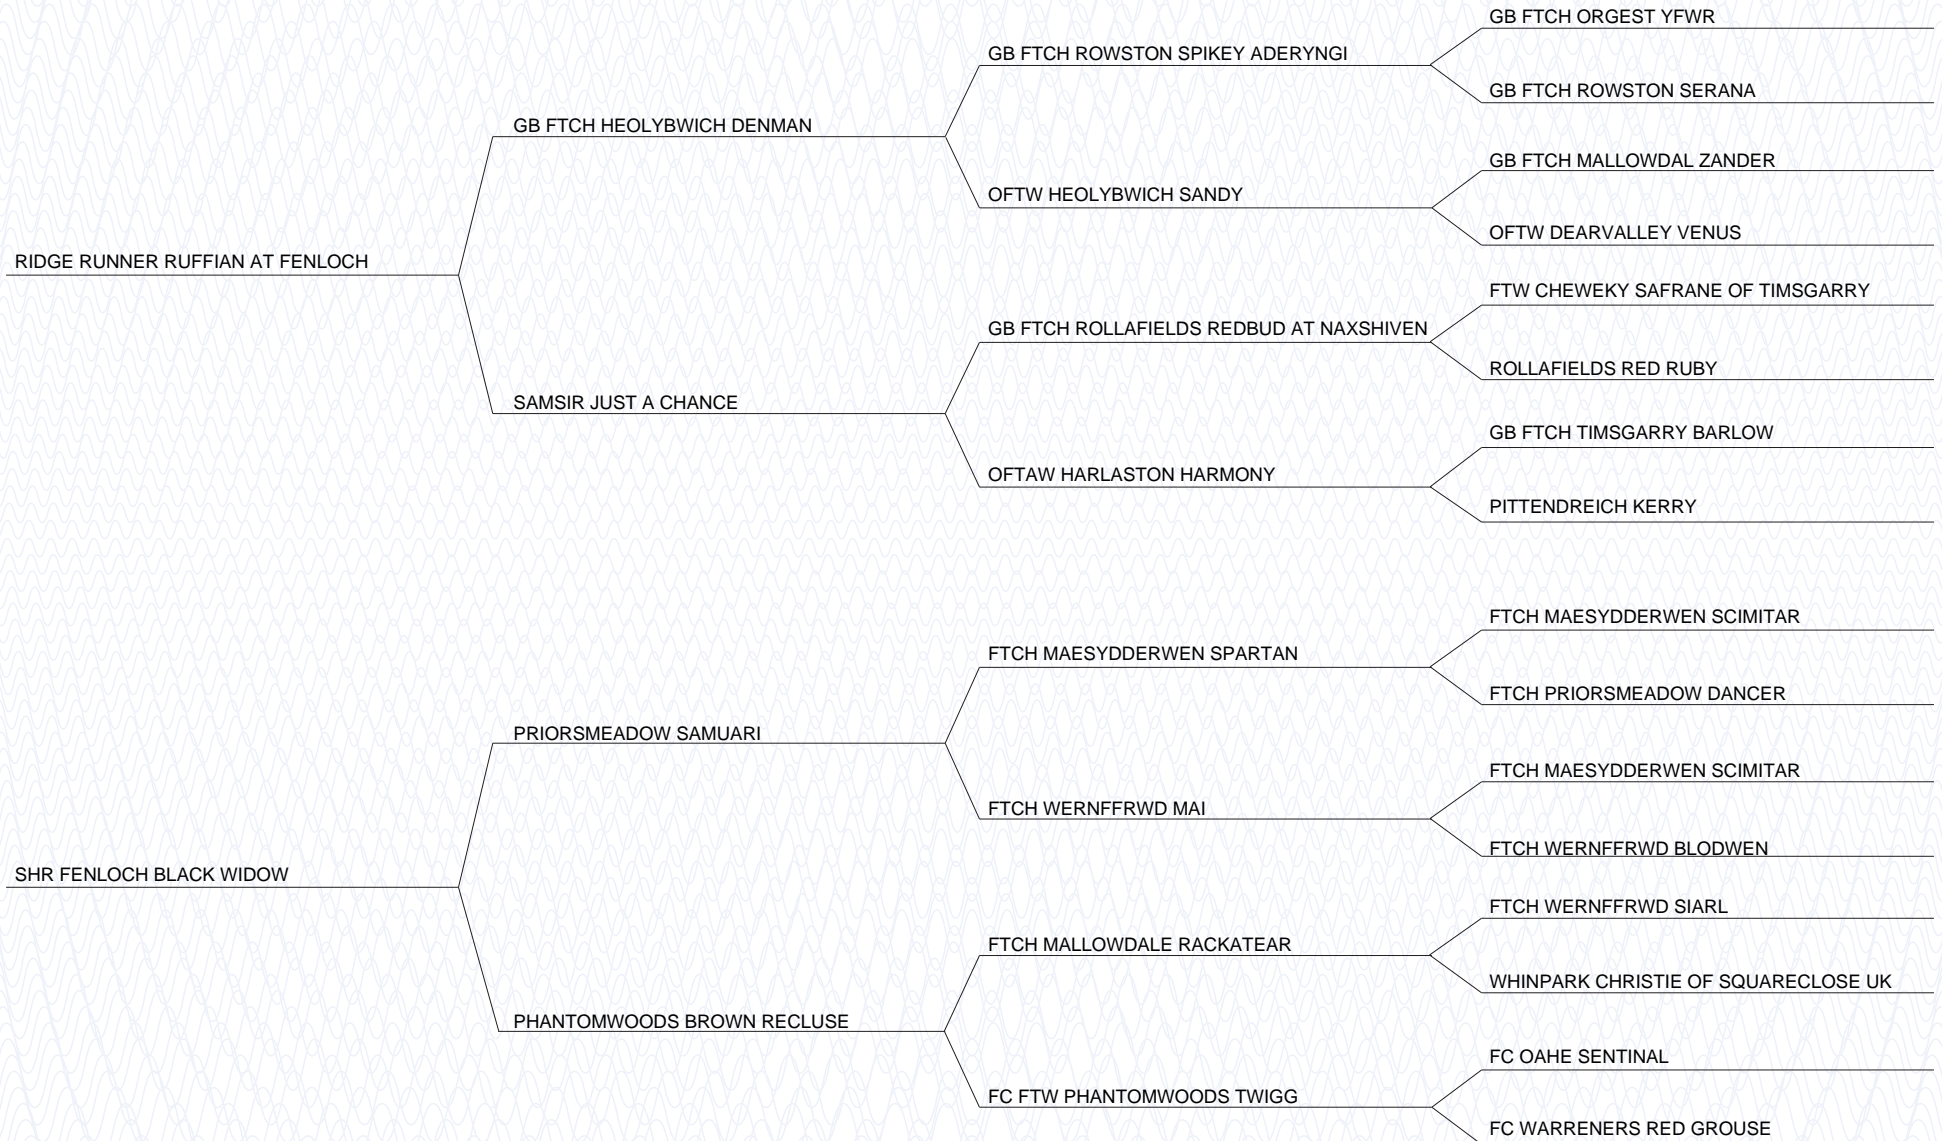 GB FTCH ORGEST YFWR
GB FTCH ROWSTON SPIKEY ADERYNGI
GB FTCH ROWSTON SERANA
GB FTCH HEOLYBWICH DENMAN
GB FTCH MALLOWDAL ZANDER
OFTW HEOLYBWICH SANDY
OFTW DEARVALLEY VENUS
RIDGE RUNNER RUFFIAN AT FENLOCH
FTW CHEWEKY SAFRANE OF TIMSGARRY
GB FTCH ROLLAFIELDS REDBUD AT NAXSHIVEN
ROLLAFIELDS RED RUBY
SAMSIR JUST A CHANCE
GB FTCH TIMSGARRY BARLOW
OFTAW HARLASTON HARMONY
PITTENDREICH KERRY
FTCH MAESYDDERWEN SCIMITAR
FTCH MAESYDDERWEN SPARTAN
FTCH PRIORSMEADOW DANCER
PRIORSMEADOW SAMUARI
FTCH MAESYDDERWEN SCIMITAR
FTCH WERNFFRWD MAI
FTCH WERNFFRWD BLODWEN
SHR FENLOCH BLACK WIDOW
FTCH WERNFFRWD SIARL
FTCH MALLOWDALE RACKATEAR
WHINPARK CHRISTIE OF SQUARECLOSE UK
PHANTOMWOODS BROWN RECLUSE
FC OAHE SENTINAL
FC FTW PHANTOMWOODS TWIGG
FC WARRENERS RED GROUSE